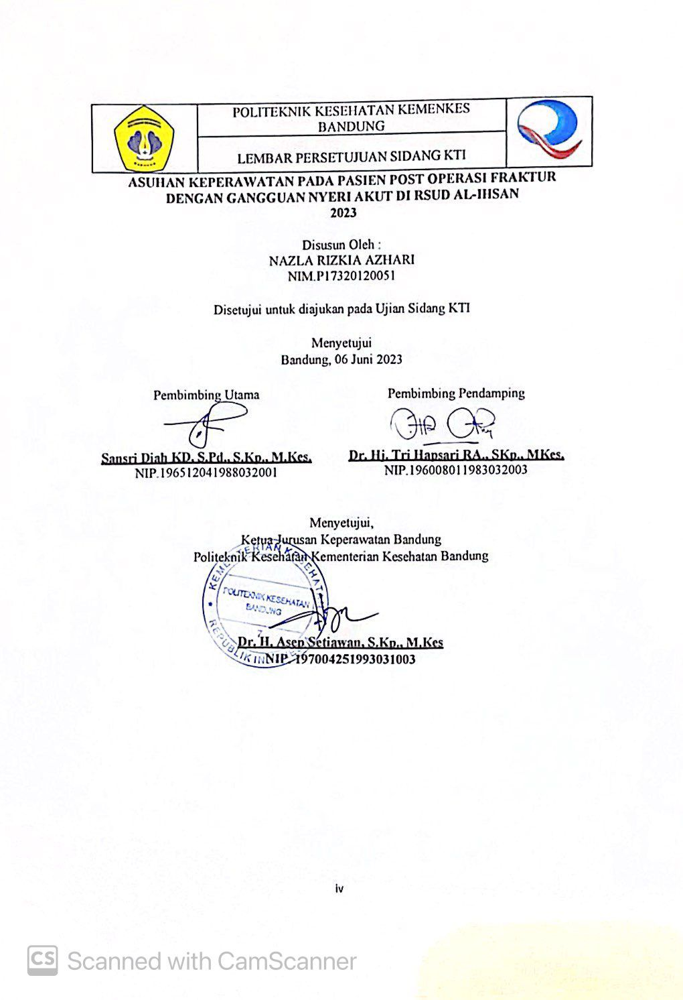 POLITEKNIK KESEHATAN KEMENKES
BANDUNG
LEMBAR PERSETUJUAN SIDANG KTI
ASUHAN KEPERAWATAN PADA PASIEN POST OPERASI FRAKTUR
DENGAN GANGGUAN NYERI AKUT DI RSUD AL-IHSAN
2023
Disusun Oleh :
NAZLA RIZKIA AZHARI
NIM.P17320120051
Disetujui untuk diajukan pada Ujian Sidang KTI
Menyetujui
Bandung, 06 Juni 2023
Pembimbing Utama
Sansri Diah KD, S.Pd., S.Kp., M.Kes.
NIP.196512041988032001
Pembimbing Pendamping
Dr. Hj. Tri Hapsari RA., SKp., MKes.
NIP.196008011983032003
Menyetujui,
Ketua Jurusan Keperawatan Bandung
Politeknik Kesehatan Kementerian Kesehatan Bandung
KEMENTERIAN KESEHATAN
POLITEKNIK KESEHATAN
BANDUNG
REPUBLIK INDONESIA
Dr. H. Asep Setiawan, S.Kp., M.Kes
NIP. 197004251993031003
iv
CS Scanned with CamScanner